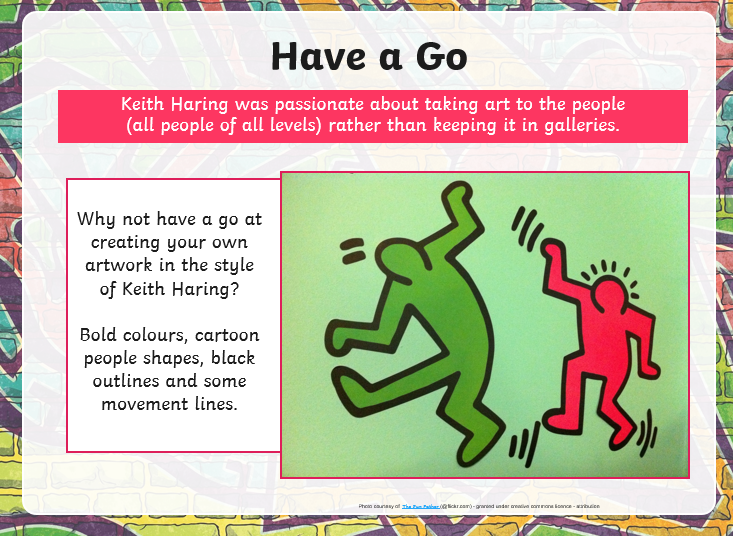 Have a Go
Keith Haring was passionate about taking art to the people
(all people of all levels) rather than keeping it in galleries.
Why not have a go at
creating your own
artwork in the style
of Keith Haring?
Bold colours, cartoon
people shapes, black
outlines and some
movement lines.
Photo courtesy of The Fun Father (@flickr.com) - granted under creative commons licence - attribution